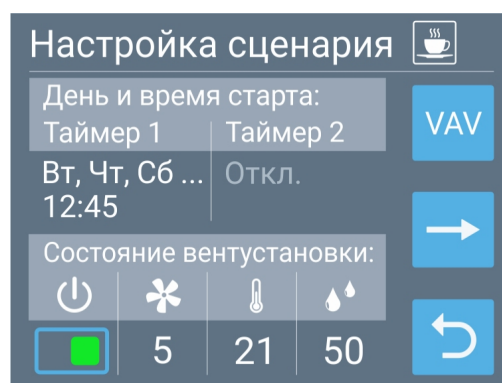 Настройка сценария
День и время старта:
Таймер 1 Таймер 2
VAV
Вт, Чт, Сб ... Откл.
12:45
Состояние вентустановки:
5 21 50